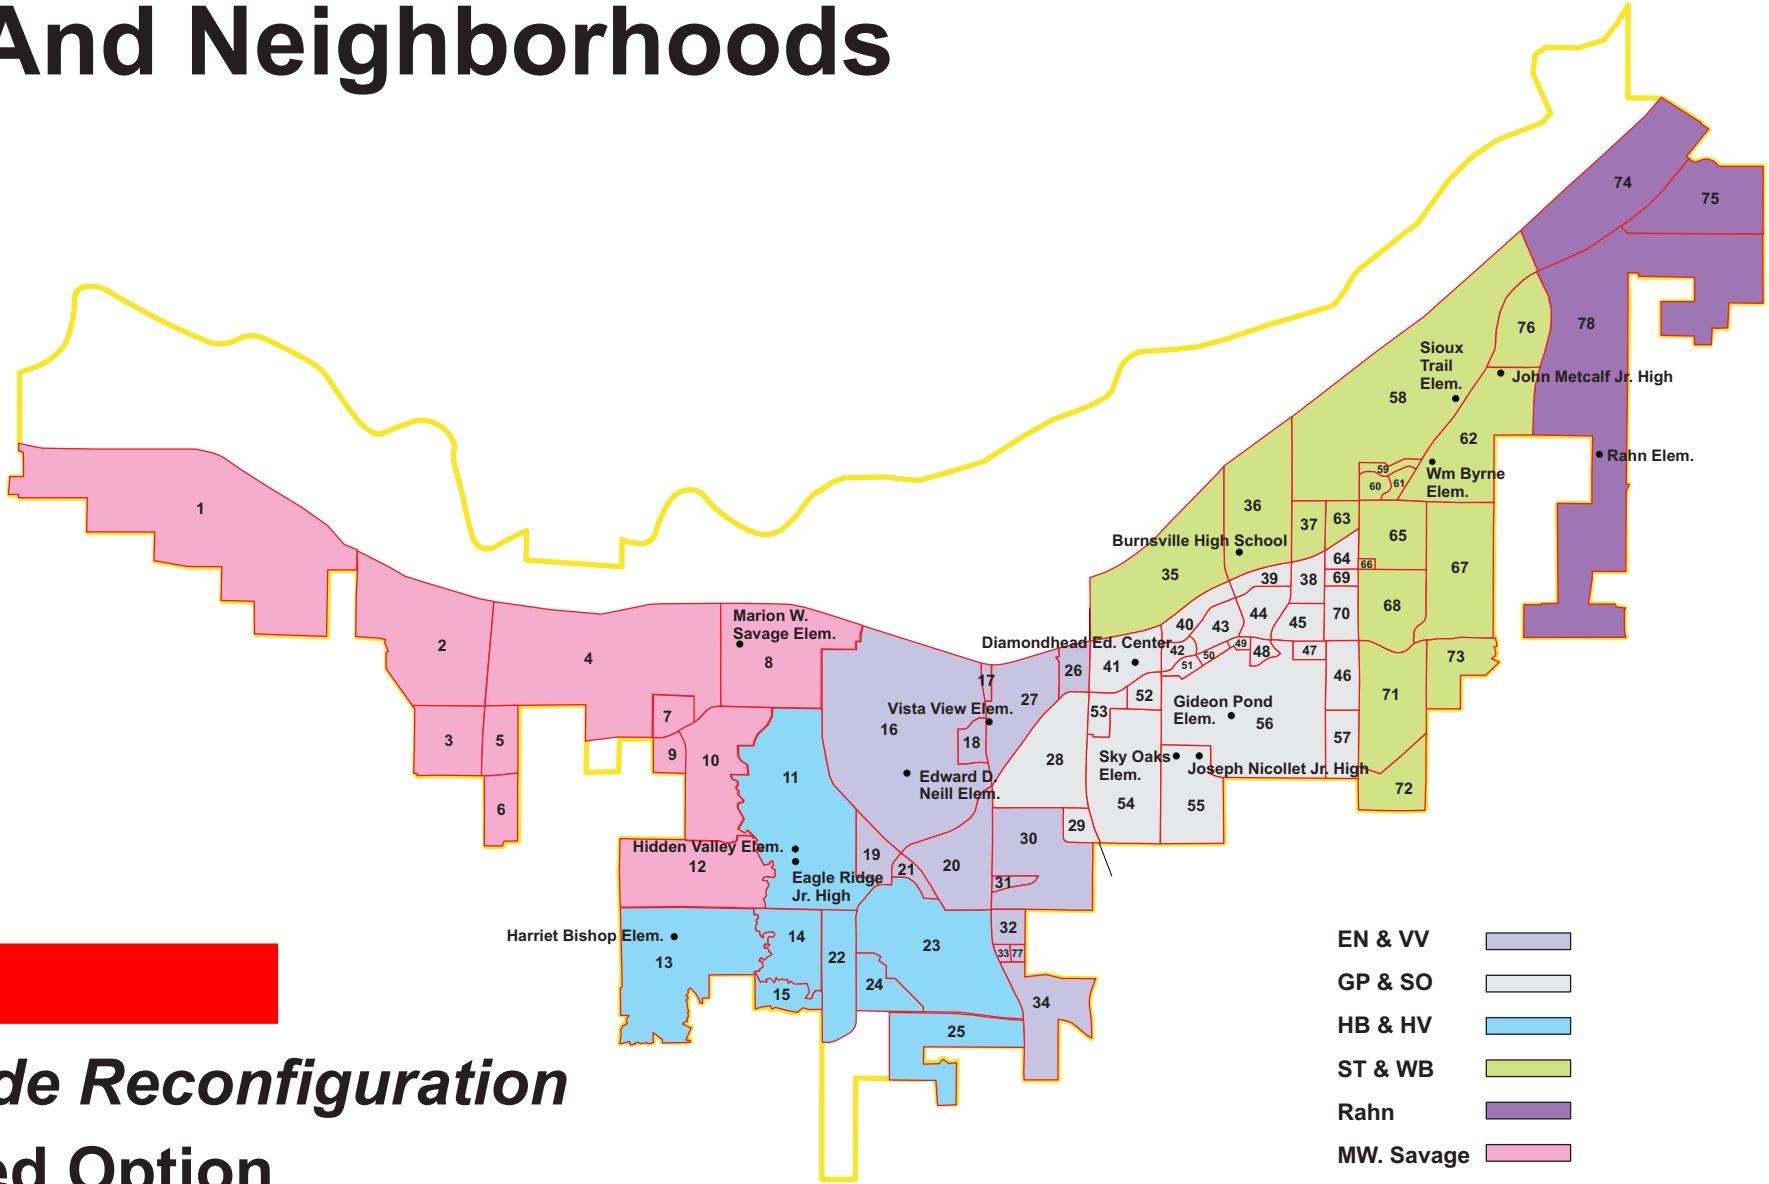 And Neighborhoods
74
75
76
78
Sioux
Trail
Elem.
John Metcalf Jr. High
58
62
Rahn Elem.
59
Wm Byrne
Elem.
60
61
1
36
37
63
65
Burnsville High School
64
66
67
35
39
38
69
68
44
70
45
43
40
Marion W.
Savage Elem.
Diamondhead Ed. Center
42
49
48
47
50
51
73
2
4
8
41
26
46
17
27
52
71
Vista View Elem.
Gideon Pond
Elem.
56
7
53
16
18
57
3
5
9
10
28
Sky Oaks
Elem.
Joseph Nicollet Jr. High
11
Edward D.
Neill Elem.
72
54
55
6
29
30
Hidden Valley Elem.
19
12
20
21
Eagle Ridge
Jr. High
31
Harriet Bishop Elem.
14
32
23
13
22
33
77
24
15
34
25
EN & VV
GP & SO
HB & HV
ST & WB
Rahn
MW. Savage
de Reconfiguration
ed Option